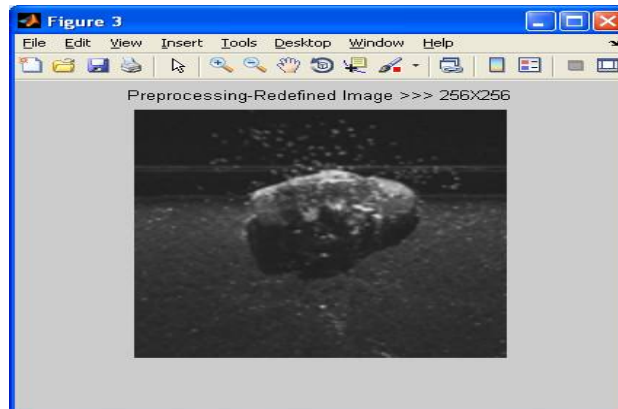 Figure 3
File Edit View Insert Tools Desktop Window Help
Preprocessing-Redefined Image >>> 256X256